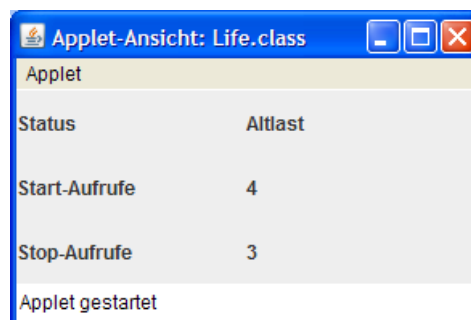 Applet-Ansicht: Life.class
Applet
Status Altlast
Start-Aufrufe 4
Stop-Aufrufe 3
Applet gestartet